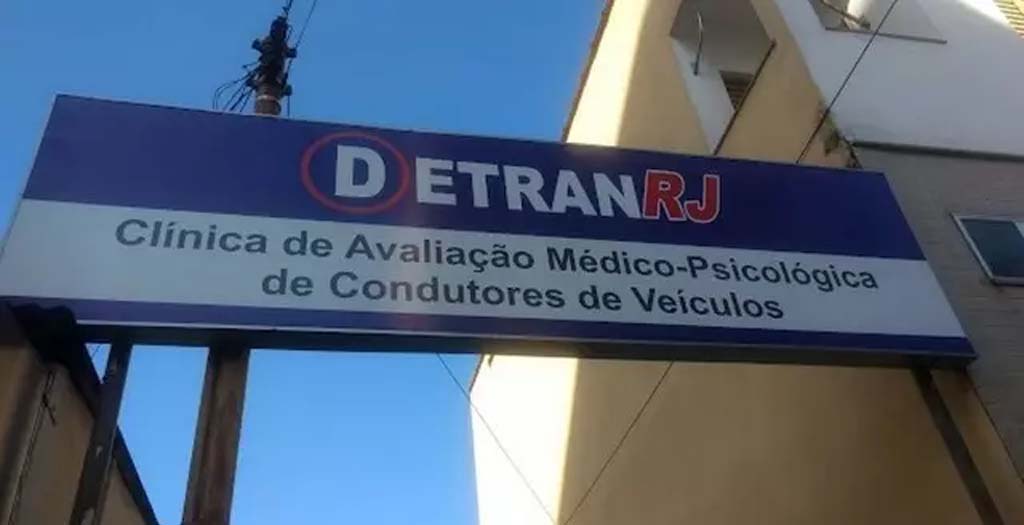 DETRANRJ
Clínica de Avaliação Médico-Psicológica
de Condutores de Veículos